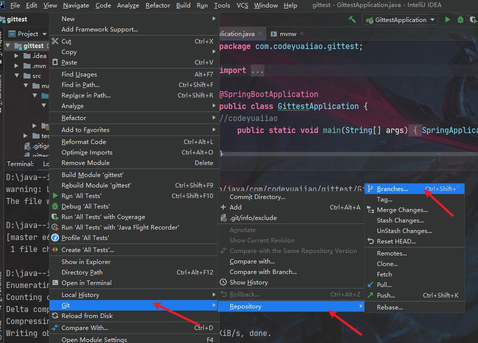 File Edit View Navigate Code Analyze Refactor Build Run Tools VCS Window Help gittest - GittestApplication.java - IntelliJ IDEA
gittest
GittestApplication
Project
plication.java
mvnw
gittest
.idea
.mvn
src
ma
tes
.gitign
New
Add Framework Support...
Cut Ctrl+X
Copy
Paste Ctrl+V
Find Usages Alt+F7
Find in Path... Ctrl+Shift+F
Replace in Path... Ctrl+Shift+R
Analyze
Refactor
Add to Favorites
Reformat Code Ctrl+Alt+L
Optimize Imports Ctrl+Alt+O
Remove Module Delete
Build Module 'gittest'
Rebuild Module 'gittest' Ctrl+Shift+F9
Run 'All Tests' Ctrl+Shift+F10
Debug 'All Tests'
Run 'All Tests' with Coverage
Run 'All Tests' with 'Java Flight Recorder'
Profile 'All Tests'
Create 'All Tests'...
Show in Explorer
Directory Path Ctrl+Alt+F12
Open in Terminal
Local History
Git
Reload from Disk
Compare With... Ctrl+D
Open Module Settings F4
package com.codeyuaiiao.gittest;
import ...
@SpringBootApplication
public class GittestApplication {
//codeyuaiiao
public static void main(String[] args) { SpringApplic
}
Terminal: Loc
D:\java--i
warning: L
The file
D:\java--i
[master e
1 file ch
D:\java--i
Enumeratin
Counting o
Delta comp
Compressin
Writing ob
/java/com/codeyuaiiao/gittest/G
KiB/s, done.
Commit Directory...
Add Ctrl+Alt+A
.git/info/exclude
Annotate
Show Current Revision
Compare with the Same Repository Version
Compare with...
Compare with Branch...
Show History
Rollback... Ctrl+Alt+Z
Repository
Branches... Ctrl+Shift+`
Tag...
Merge Changes...
Stash Changes...
UnStash Changes...
Reset HEAD...
Remotes...
Clone...
Fetch
Pull...
Push... Ctrl+Shift+K
Rebase...